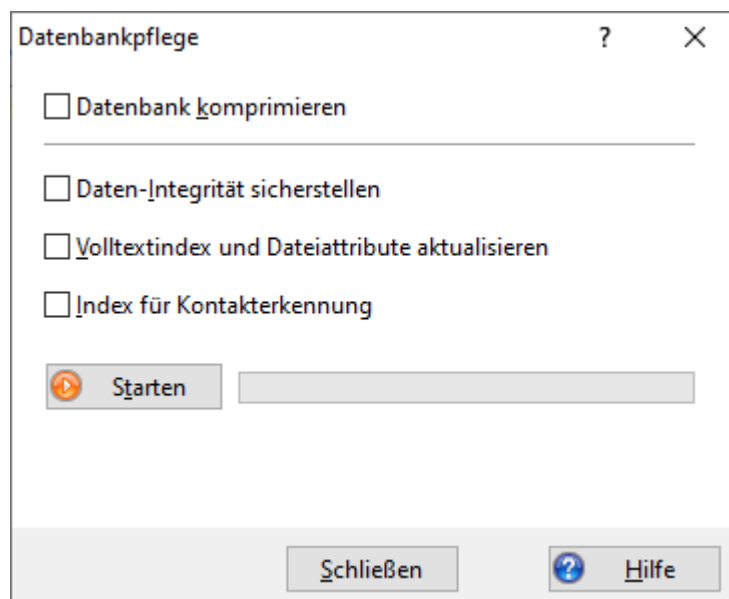 Datenbankpflege ?
Datenbank komprimieren
Daten-Integrität sicherstellen
Volltextindex und Dateiattribute aktualisieren
Index für Kontakterkennung
Starten
Schließen ? Hilfe